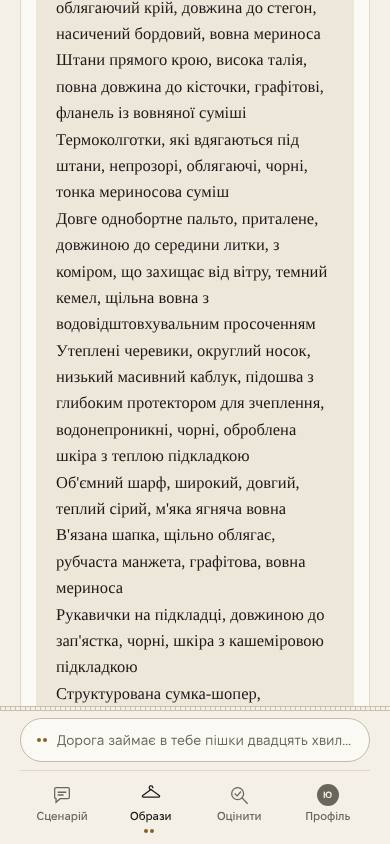 облягаючий крій, довжина до стегон,
насичений бордовий, вовна мериноса
Штани прямого крою, висока талія,
повна довжина до кісточки, графітові,
фланель із вовняної суміші
Термоколготки, які вдягаються під
штани, непрозорі, облягаючі, чорні,
тонка мериносова суміш
Довге однобортне пальто, приталене,
довжиною до середини литки, з
коміром, що захищає від вітру, темний
кемел, щільна вовна з
водовідштовхувальним просоченням
Утеплені черевики, округлий носок,
низький масивний каблук, підошва з
глибоким протектором для зчеплення,
водонепроникні, чорні, оброблена
шкіра з теплою підкладкою
Об'ємний шарф, широкий, довгий,
теплий сірий, м'яка ягняча вовна
В'язана шапка, щільно облягає,
рубчаста манжета, графітова, вовна
мериноса
Рукавички на підкладці, довжиною до
зап'ястка, чорні, шкіра з кашеміровою
підкладкою
Структурована сумка-шопер,
Дорога займає в тебе пішки двадцять хвил...
Сценарій
Образи
Оцінити
Ю
Профіль